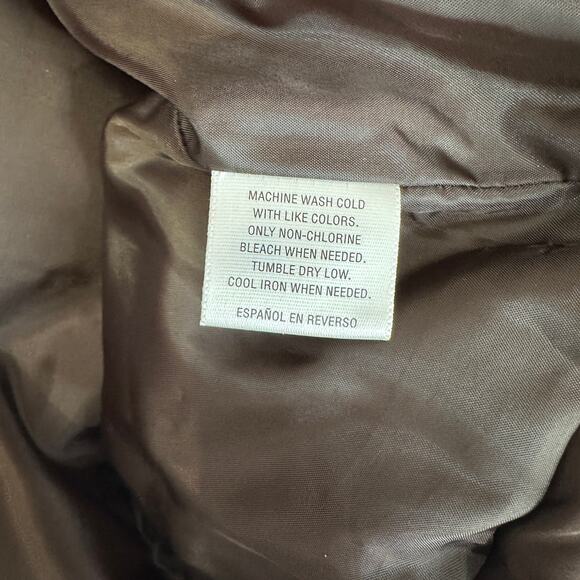 MACHINE WASH COLD
WITH LIKE COLORS.
ONLY NON-CHLORINE
BLEACH WHEN NEEDED.
TUMBLE DRY LOW.
COOL IRON WHEN NEEDED.
ESPAÑOL EN REVERSO